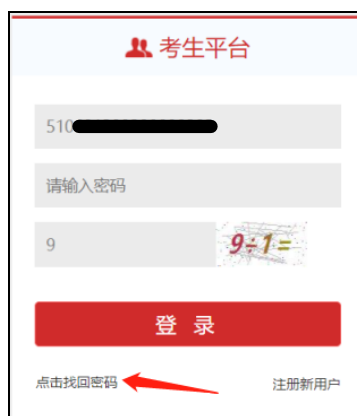 考生平台
510
请输入密码
9 9÷1=
登 录
点击找回密码 注册新用户